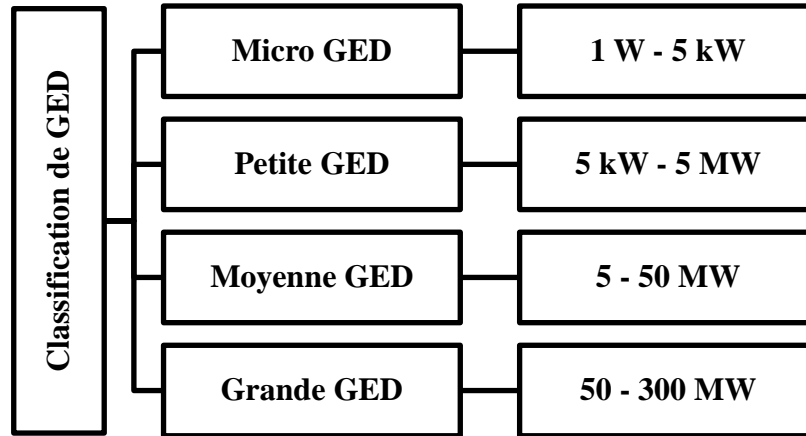 Classification de GED
Micro GED
1 W - 5 kW
Petite GED
5 kW - 5 MW
Moyenne GED
5 - 50 MW
Grande GED
50 - 300 MW